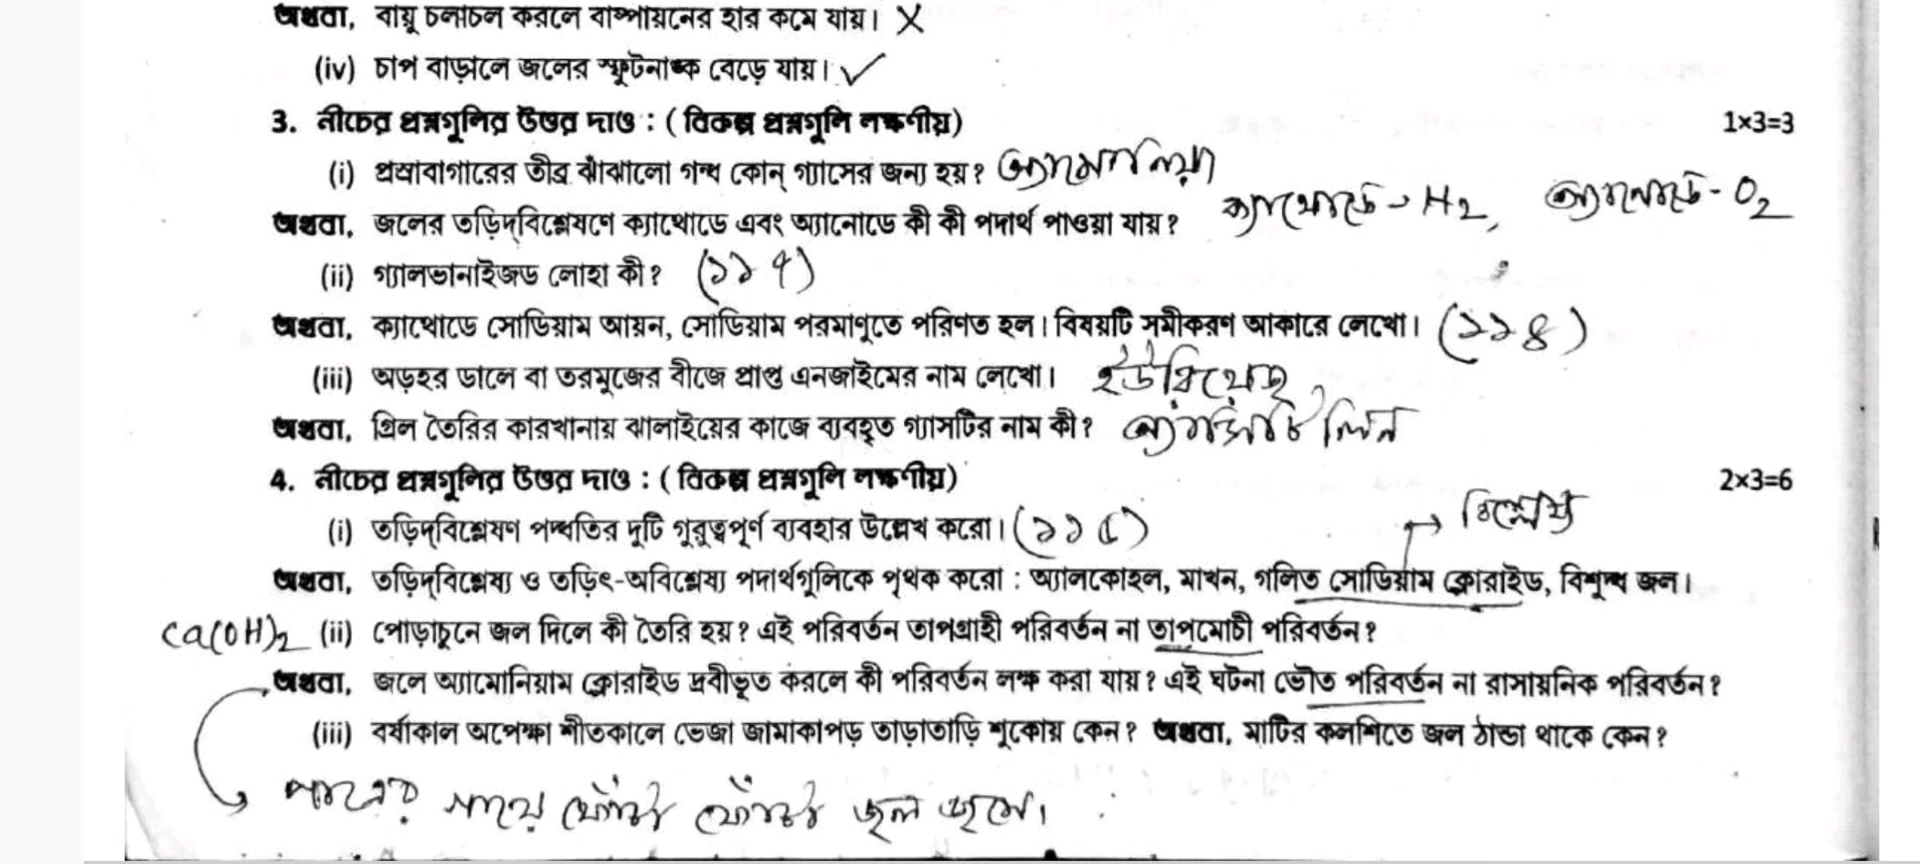 অথবা, বায়ু চলাচল করলে বাষ্পায়নের হার কমে যায়। X
(iv) চাপ বাড়ালে জলের স্ফুটনাঙ্ক বেড়ে যায়। ✓
3. নীচের প্রশ্নগুলির উত্তর দাও : ( বিকল্প প্রশ্নগুলি লক্ষণীয়) 1×3=3
(i) প্রস্রাবাগারের তীব্র ঝাঁঝালো গন্ধ কোন্ গ্যাসের জন্য হয়? অ্যামোনিয়া
অথবা, জলের তড়িদ্‌বিশ্লেষণে ক্যাথোডে এবং অ্যানোডে কী কী পদার্থ পাওয়া যায়? ক্যাথোডে → H2, অ্যানোডে - O2
(ii) গ্যালভানাইজড লোহা কী? (১১৭)
অথবা, ক্যাথোডে সোডিয়াম আয়ন, সোডিয়াম পরমাণুতে পরিণত হল। বিষয়টি সমীকরণ আকারে লেখো। (১১৪)
(iii) অড়হর ডালে বা তরমুজের বীজে প্রাপ্ত এনজাইমের নাম লেখো। ইউরিয়েজ
অথবা, গ্রিল তৈরির কারখানায় ঝালাইয়ের কাজে ব্যবহৃত গ্যাসটির নাম কী? অ্যাসিটিলিন
4. নীচের প্রশ্নগুলির উত্তর দাও : ( বিকল্প প্রশ্নগুলি লক্ষণীয়) 2×3=6
(i) তড়িদ্‌বিশ্লেষণ পদ্ধতির দুটি গুরুত্বপূর্ণ ব্যবহার উল্লেখ করো। (১১৫) → বিশ্লেষ্য
অথবা, তড়িদ্‌বিশ্লেষ্য ও তড়িৎ-অবিশ্লেষ্য পদার্থগুলিকে পৃথক করো : অ্যালকোহল, মাখন, গলিত সোডিয়াম ক্লোরাইড, বিশুদ্ধ জল।
Ca(OH)2 (ii) পোড়াচুনে জল দিলে কী তৈরি হয়? এই পরিবর্তন তাপগ্রাহী পরিবর্তন না তাপমোচী পরিবর্তন?
অথবা, জলে অ্যামোনিয়াম ক্লোরাইড দ্রবীভূত করলে কী পরিবর্তন লক্ষ করা যায়? এই ঘটনা ভৌত পরিবর্তন না রাসায়নিক পরিবর্তন?
(iii) বর্ষাকাল অপেক্ষা শীতকালে ভেজা জামাকাপড় তাড়াতাড়ি শুকোয় কেন? অথবা, মাটির কলশিতে জল ঠান্ডা থাকে কেন?
পাত্রের গায়ে ফোঁটা ফোঁটা জল জমে।